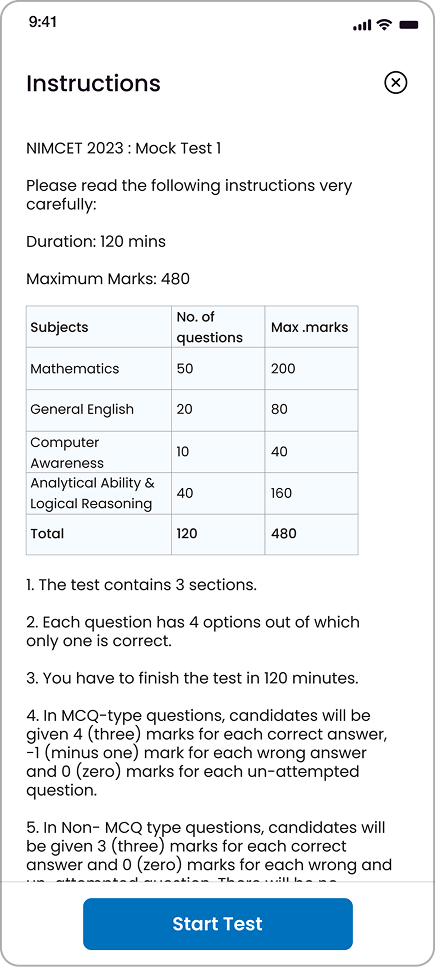 9:41
Instructions
NIMCET 2023 : Mock Test 1
Please read the following instructions very
carefully:
Duration: 120 mins
Maximum Marks: 480
Subjects No. of questions Max .marks
Mathematics 50 200
General English 20 80
Computer Awareness 10 40
Analytical Ability & Logical Reasoning 40 160
Total 120 480
1. The test contains 3 sections.
2. Each question has 4 options out of which
only one is correct.
3. You have to finish the test in 120 minutes.
4. In MCQ-type questions, candidates will be
given 4 (three) marks for each correct answer,
-1 (minus one) mark for each wrong answer
and 0 (zero) marks for each un-attempted
question.
5. In Non- MCQ type questions, candidates will
be given 3 (three) marks for each correct
answer and 0 (zero) marks for each wrong and
un-attempted question. There will be no
Start Test